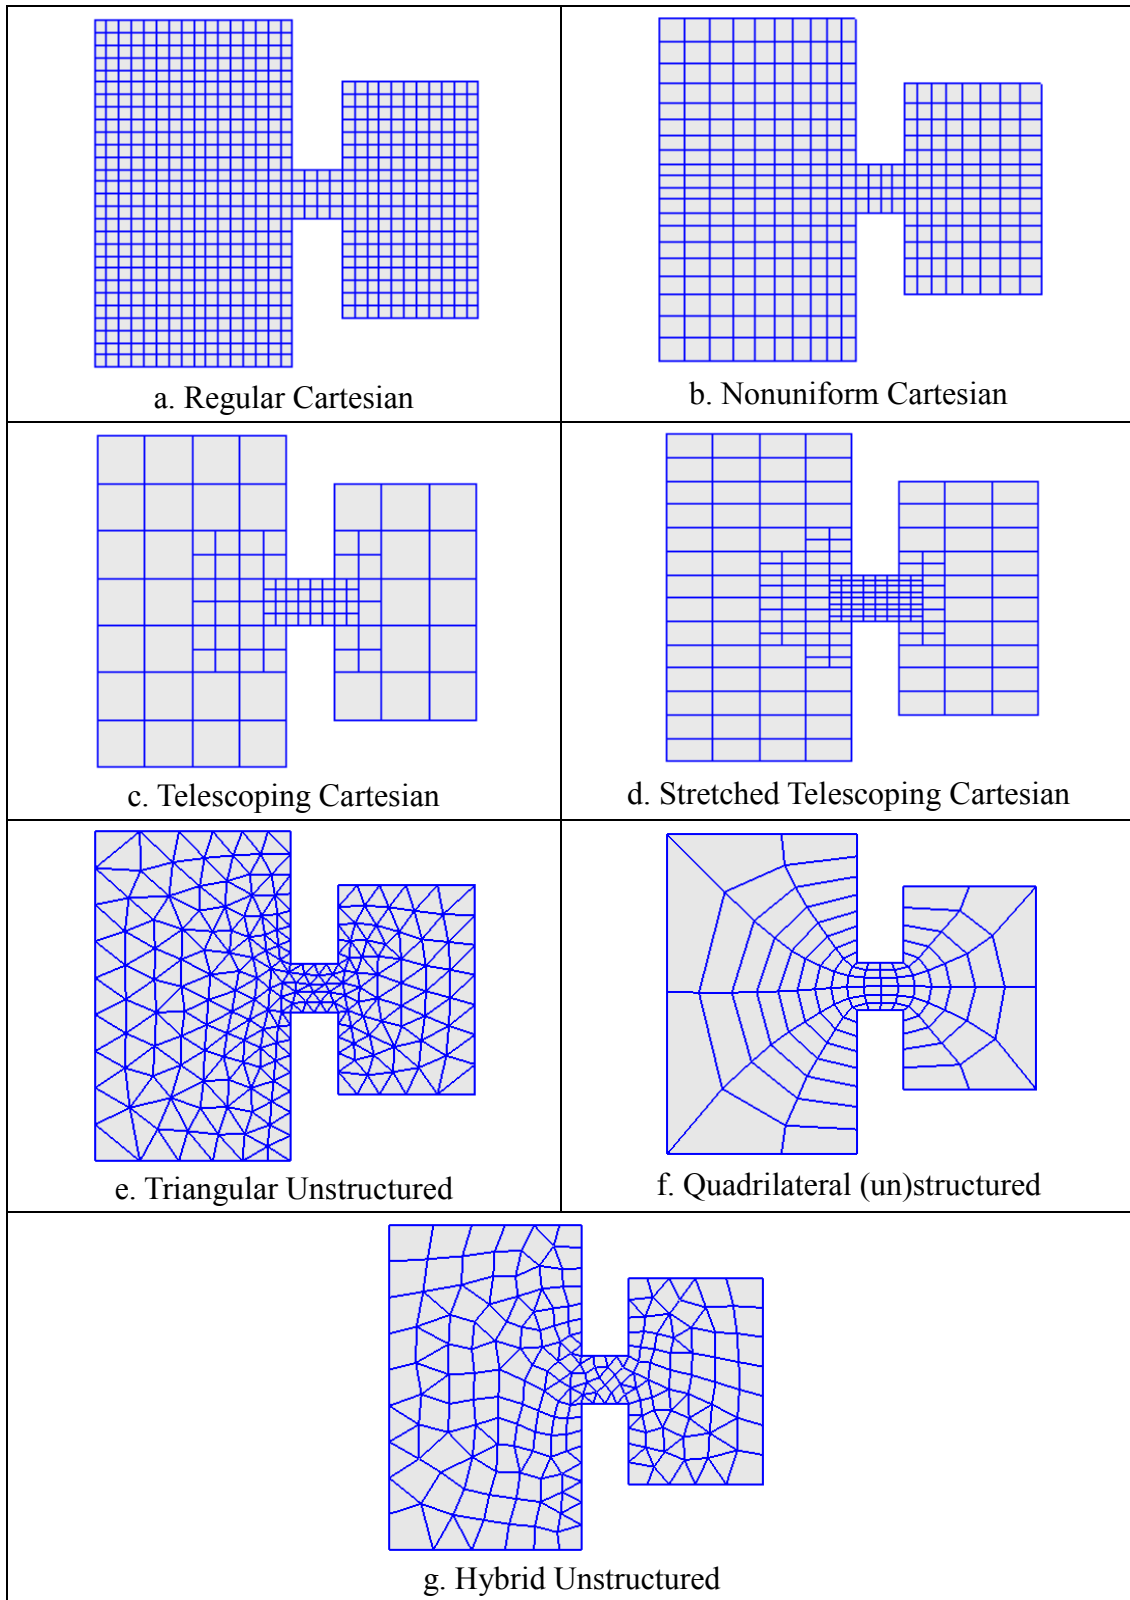 a. Regular Cartesian
b. Nonuniform Cartesian
c. Telescoping Cartesian
d. Stretched Telescoping Cartesian
e. Triangular Unstructured
f. Quadrilateral (un)structured
g. Hybrid Unstructured